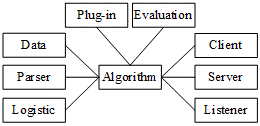 Plug-in Evaluation
Data Client
Parser Algorithm Server
Logistic Listener